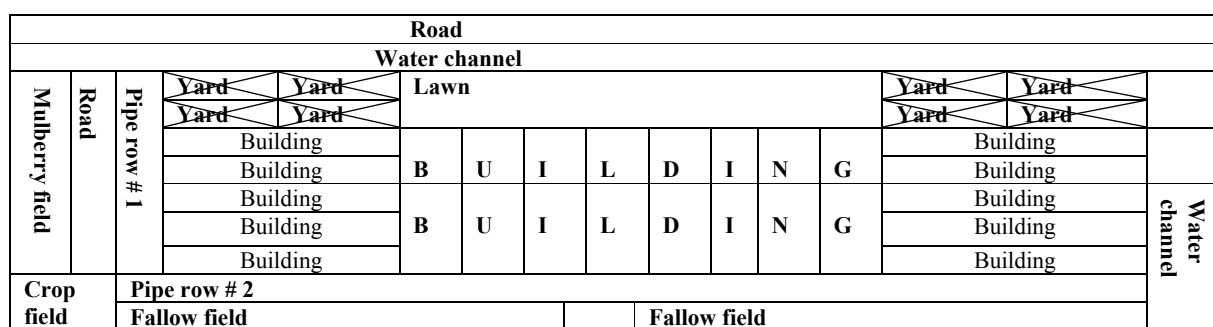 Road
Water channel
Mulberry field
Road
Pipe row # 1
Yard Yard Lawn Yard Yard
Yard Yard Yard Yard
Building Building
Building B U I L D I N G Building
Building Building
Building B U I L D I N G Building
Building Building
Water channel
Crop field
Pipe row # 2
Fallow field Fallow field